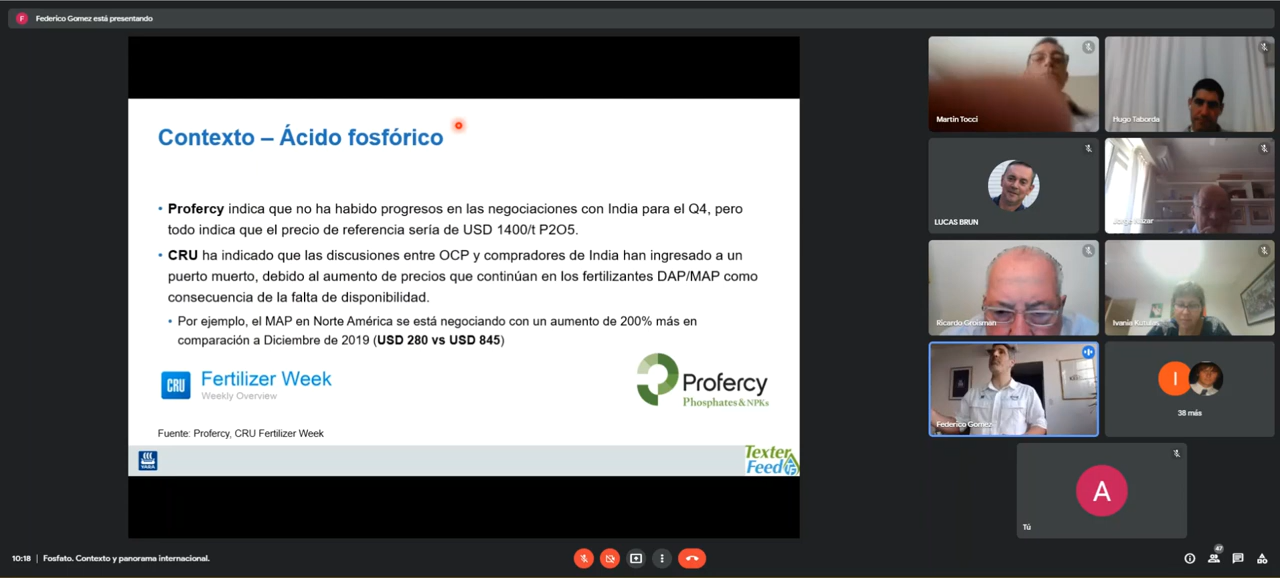 F
Federico Gomez está presentando
Contexto – Ácido fosfórico
• Profercy indica que no ha habido progresos en las negociaciones con India para el Q4, pero
todo indica que el precio de referencia sería de USD 1400/t P2O5.
• CRU ha indicado que las discusiones entre OCP y compradores de India han ingresado a un
puerto muerto, debido al aumento de precios que continúan en los fertilizantes DAP/MAP como
consecuencia de la falta de disponibilidad.
• Por ejemplo, el MAP en Norte América se está negociando con un aumento de 200% más en
comparación a Diciembre de 2019 (USD 280 vs USD 845)
CRU
Fertilizer Week
Weekly Overview
Profercy
Phosphates & NPKs
Fuente: Profercy, CRU Fertilizer Week
YARA
Texter
Feed
TF
Martín Tocci
Hugo Taborda
LUCAS BRUN
Ricardo Groisman
Ivania
Federico Gomez
I
38 más
A
Tú
10:18 | Fosfato. Contexto y panorama internacional.
47